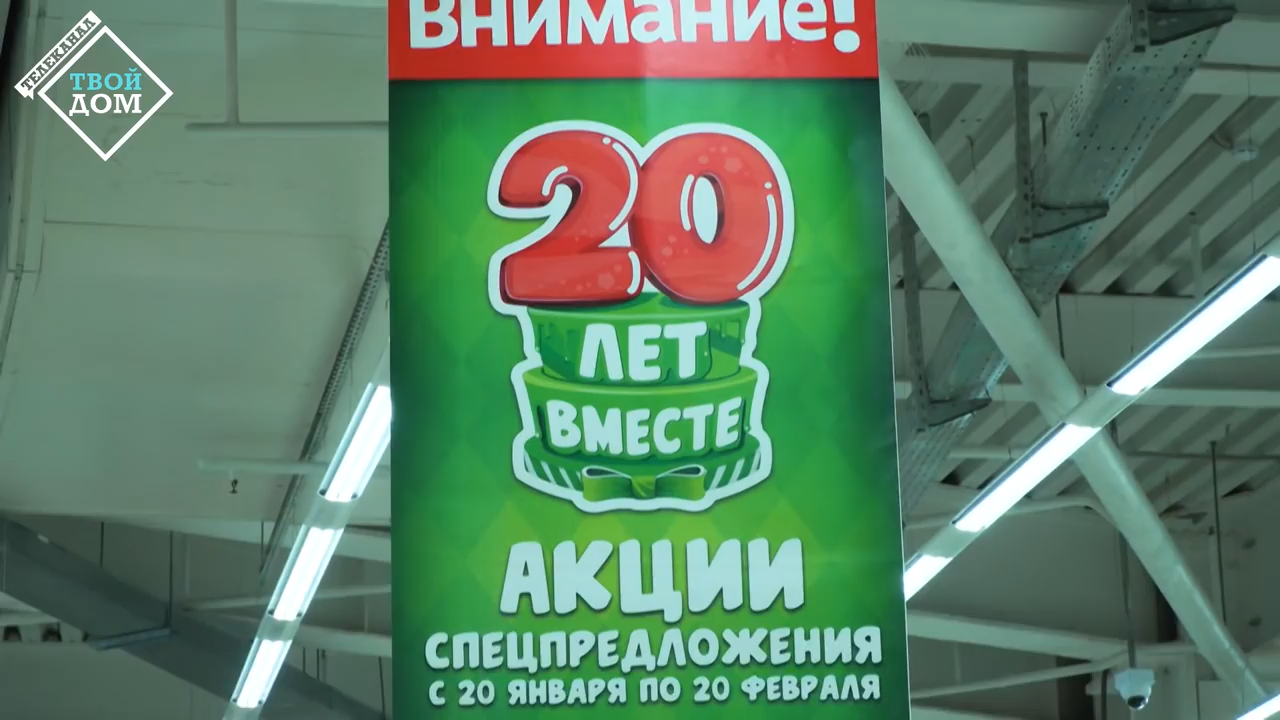 ТЕЛЕКАНАЛ
ТВОЙ
ДОМ
Внимание!
20
ЛЕТ
ВМЕСТЕ
АКЦИИ
СПЕЦПРЕДЛОЖЕНИЯ
С 20 ЯНВАРЯ ПО 20 ФЕВРАЛЯ